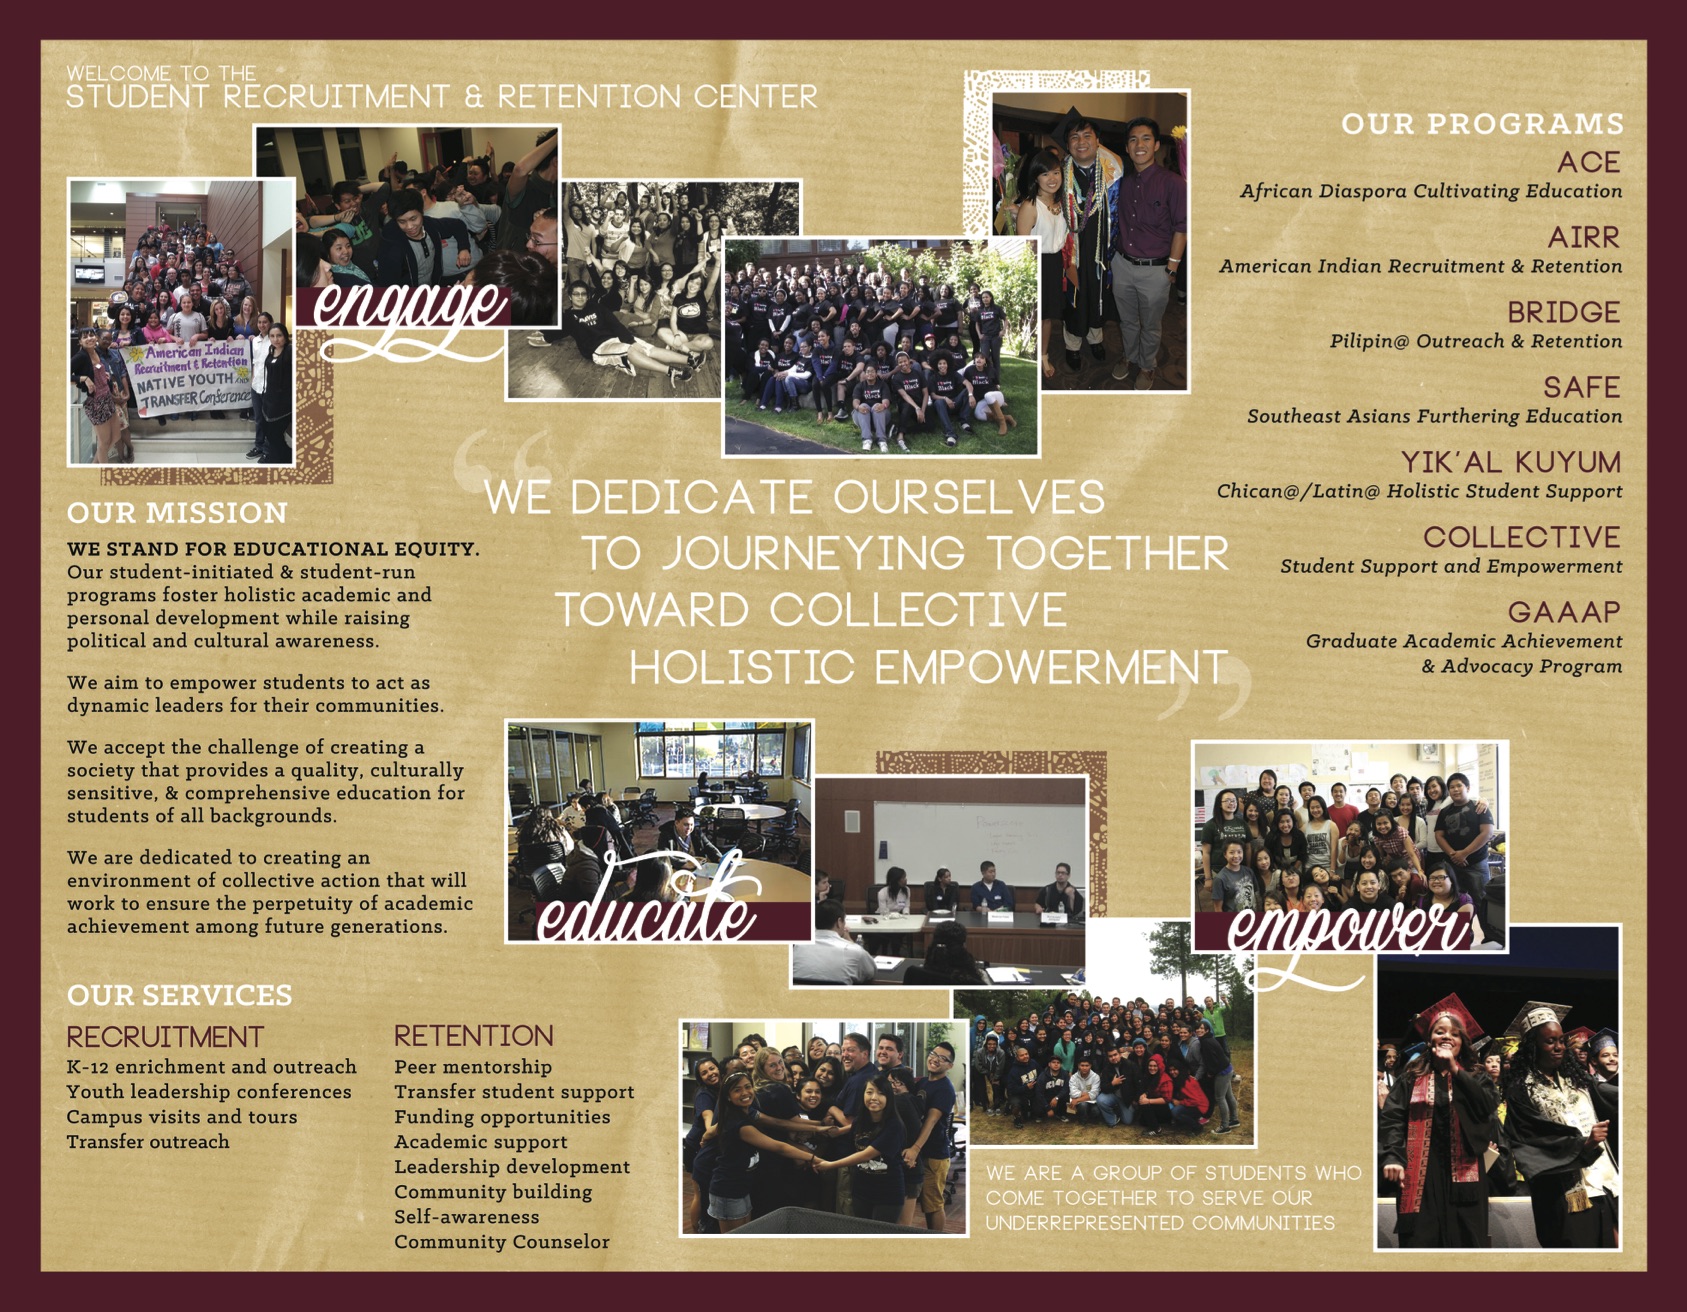 WELCOME TO THE
STUDENT RECRUITMENT & RETENTION CENTER
engage
American Indian
Recruitment & Retention
NATIVE YOUTH AND
TRANSFER Conference
OUR MISSION
WE STAND FOR EDUCATIONAL EQUITY.
Our student-initiated & student-run
programs foster holistic academic and
personal development while raising
political and cultural awareness.
We aim to empower students to act as
dynamic leaders for their communities.
We accept the challenge of creating a
society that provides a quality, culturally
sensitive, & comprehensive education for
students of all backgrounds.
We are dedicated to creating an
environment of collective action that will
work to ensure the perpetuity of academic
achievement among future generations.
OUR SERVICES
RECRUITMENT
K-12 enrichment and outreach
Youth leadership conferences
Campus visits and tours
Transfer outreach
RETENTION
Peer mentorship
Transfer student support
Funding opportunities
Academic support
Leadership development
Community building
Self-awareness
Community Counselor
“WE DEDICATE OURSELVES
TO JOURNEYING TOGETHER
TOWARD COLLECTIVE
HOLISTIC EMPOWERMENT”
educate
empower
WE ARE A GROUP OF STUDENTS WHO
COME TOGETHER TO SERVE OUR
UNDERREPRESENTED COMMUNITIES
OUR PROGRAMS
ACE
African Diaspora Cultivating Education
AIRR
American Indian Recruitment & Retention
BRIDGE
Pilipin@ Outreach & Retention
SAFE
Southeast Asians Furthering Education
YIK'AL KUYUM
Chican@/Latin@ Holistic Student Support
COLLECTIVE
Student Support and Empowerment
GAAAP
Graduate Academic Achievement
& Advocacy Program